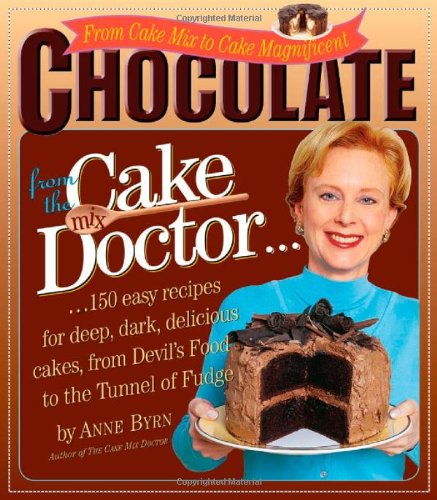 Copyrighted Material
From Cake Mix to Cake Magnificent
CHOCOLATE
from the
Cake
mix
Doctor...
...150 easy recipes
for deep, dark, delicious
cakes, from Devil's Food
to the Tunnel of Fudge
by ANNE BYRN
Author of THE CAKE MIX DOCTOR
Copyrighted Material